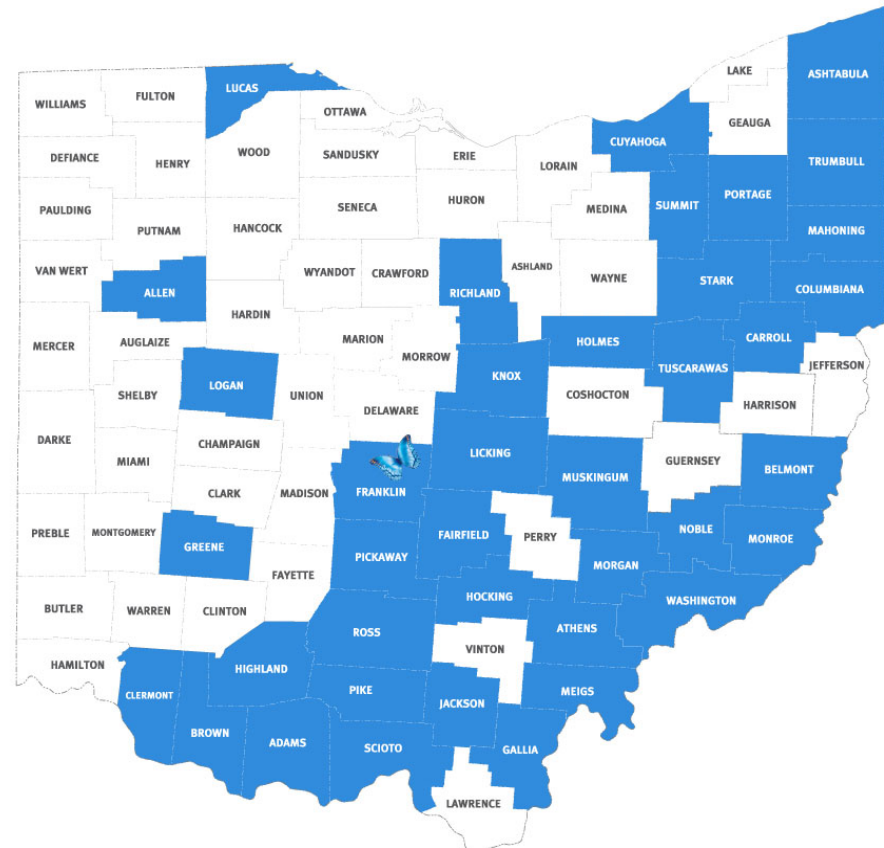 LAKE
ASHTABULA
LUCAS
FULTON
WILLIAMS
OTTAWA
GEAUGA
CUYAHOGA
WOOD
SANDUSKY
ERIE
DEFIANCE
HENRY
LORAIN
TRUMBULL
PORTAGE
SUMMIT
HURON
SENECA
MEDINA
PAULDING
HANCOCK
PUTNAM
MAHONING
VAN WERT
WYANDOT
CRAWFORD
ASHLAND
WAYNE
STARK
COLUMBIANA
ALLEN
RICHLAND
HARDIN
MARION
HOLMES
CARROLL
MERCER
AUGLAIZE
MORROW
JEFFERSON
TUSCARAWAS
KNOX
LOGAN
UNION
SHELBY
COSHOCTON
HARRISON
DELAWARE
DARKE
CHAMPAIGN
LICKING
MIAMI
GUERNSEY
BELMONT
MUSKINGUM
CLARK
MADISON
FRANKLIN
PREBLE
MONTGOMERY
GREENE
FAIRFIELD
PERRY
NOBLE
MONROE
PICKAWAY
MORGAN
FAYETTE
HOCKING
WASHINGTON
BUTLER
WARREN
CLINTON
ROSS
ATHENS
VINTON
HAMILTON
HIGHLAND
CLERMONT
PIKE
MEIGS
JACKSON
BROWN
ADAMS
SCIOTO
GALLIA
LAWRENCE